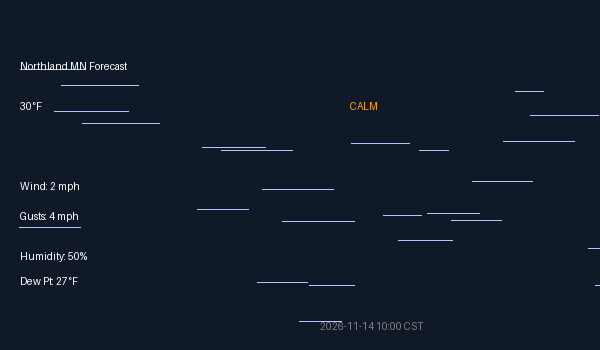 Northland MN Forecast
30°F
CALM
Wind: 2 mph
Gusts: 4 mph
Humidity: 50%
Dew Pt: 27°F
2026-11-14 10:00 CST